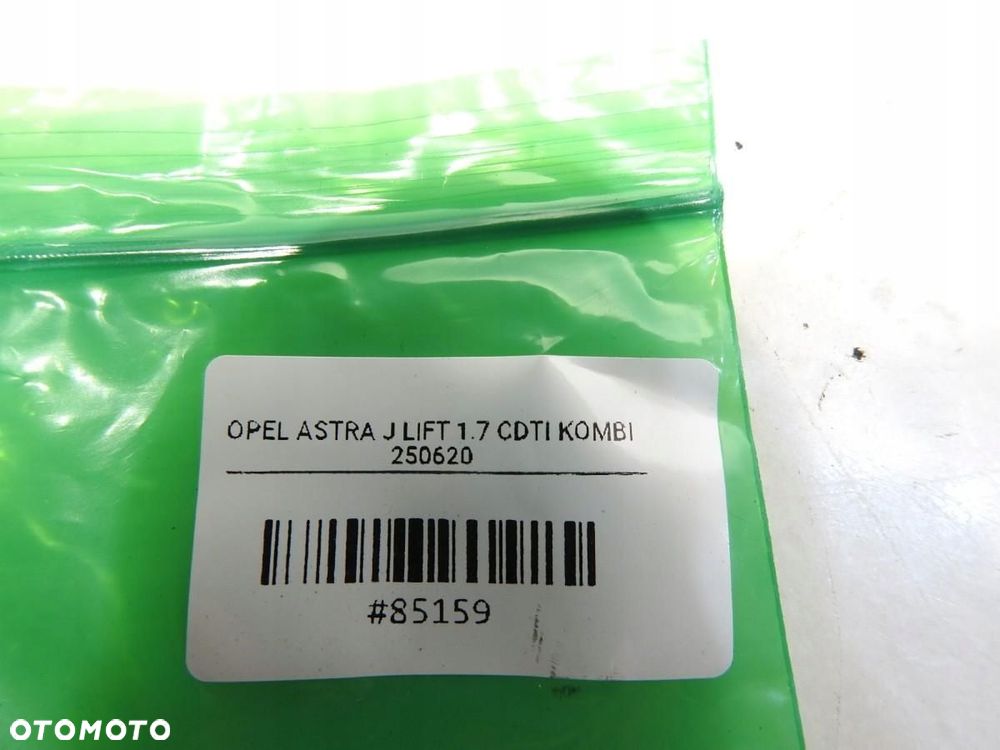 OPEL ASTRA J LIFT 1.7 CDTI KOMBI
250620
#85159
OTOMOTO